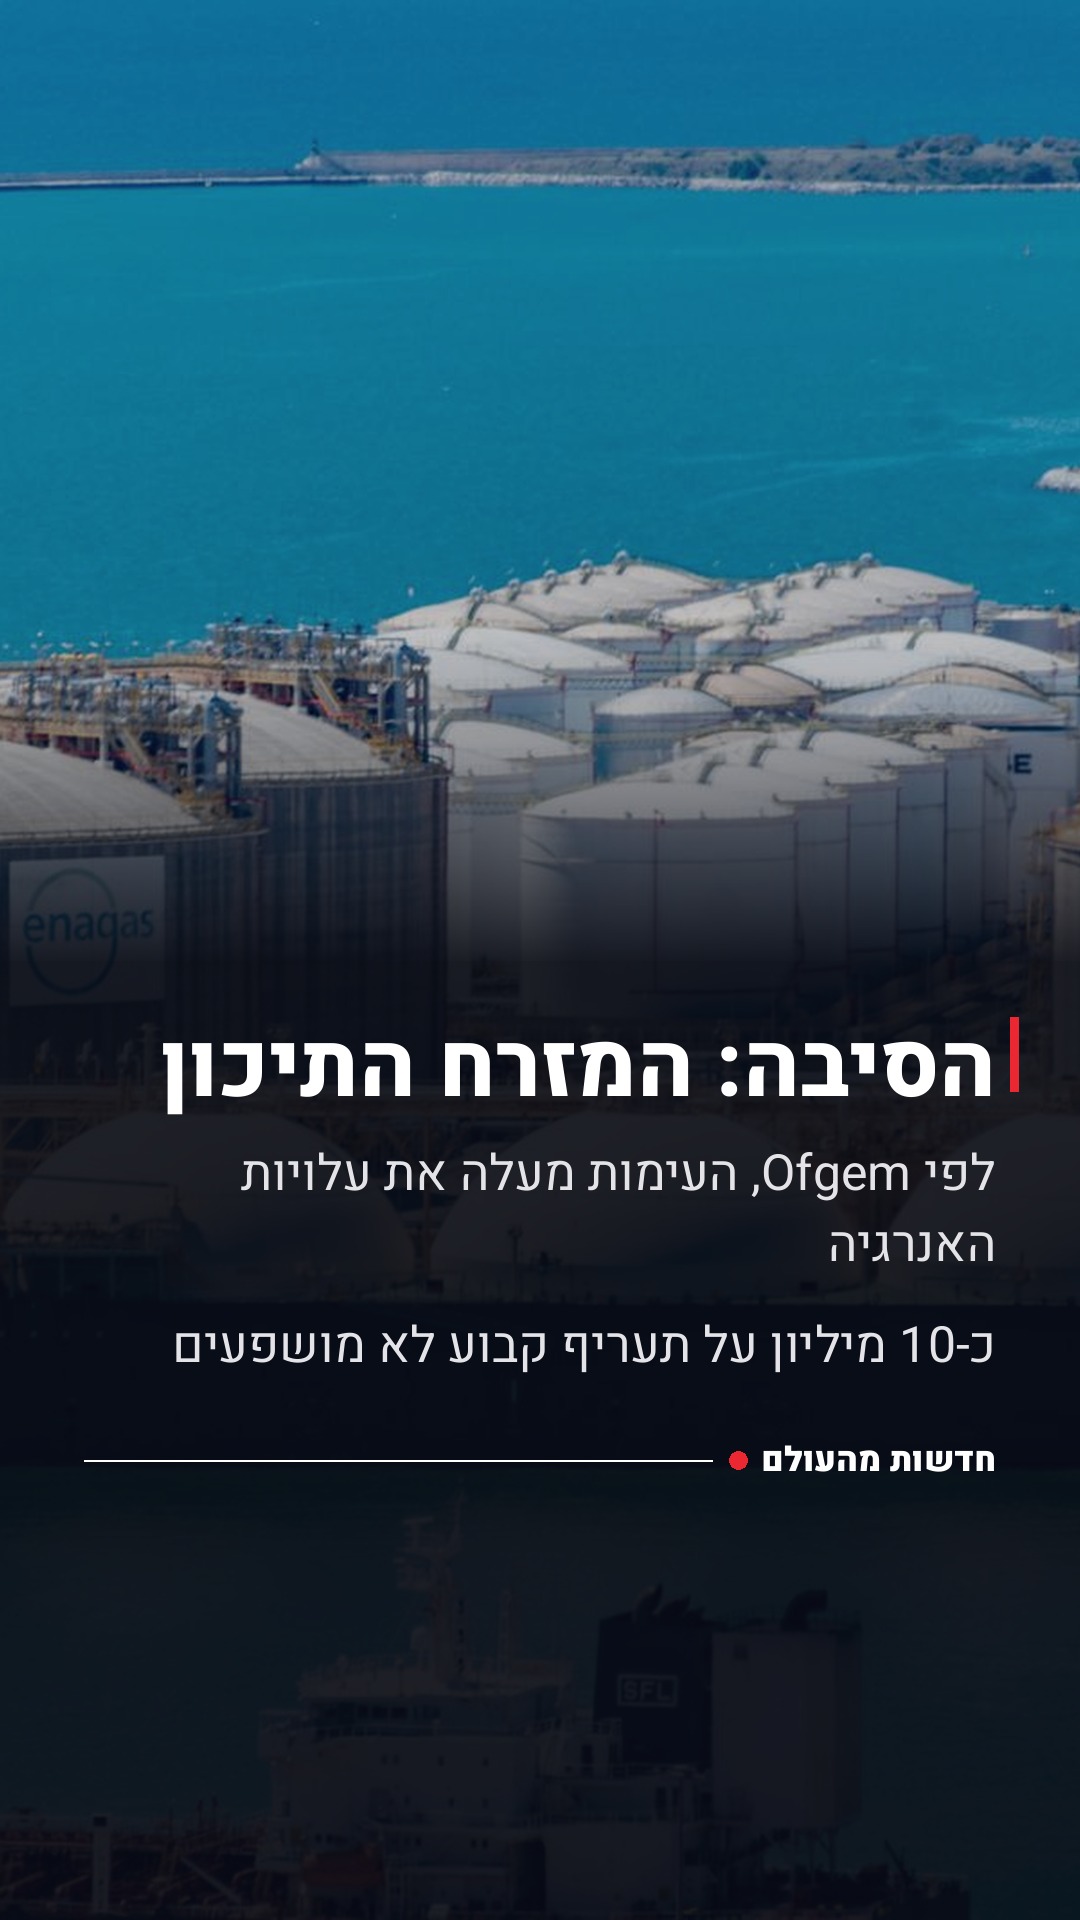 E
enagas
הסיבה: המזרח התיכון
לפי Ofgem, העימות מעלה את עלויות
האנרגיה
כ-10 מיליון על תעריף קבוע לא מושפעים
חדשות מהעולם
SFL